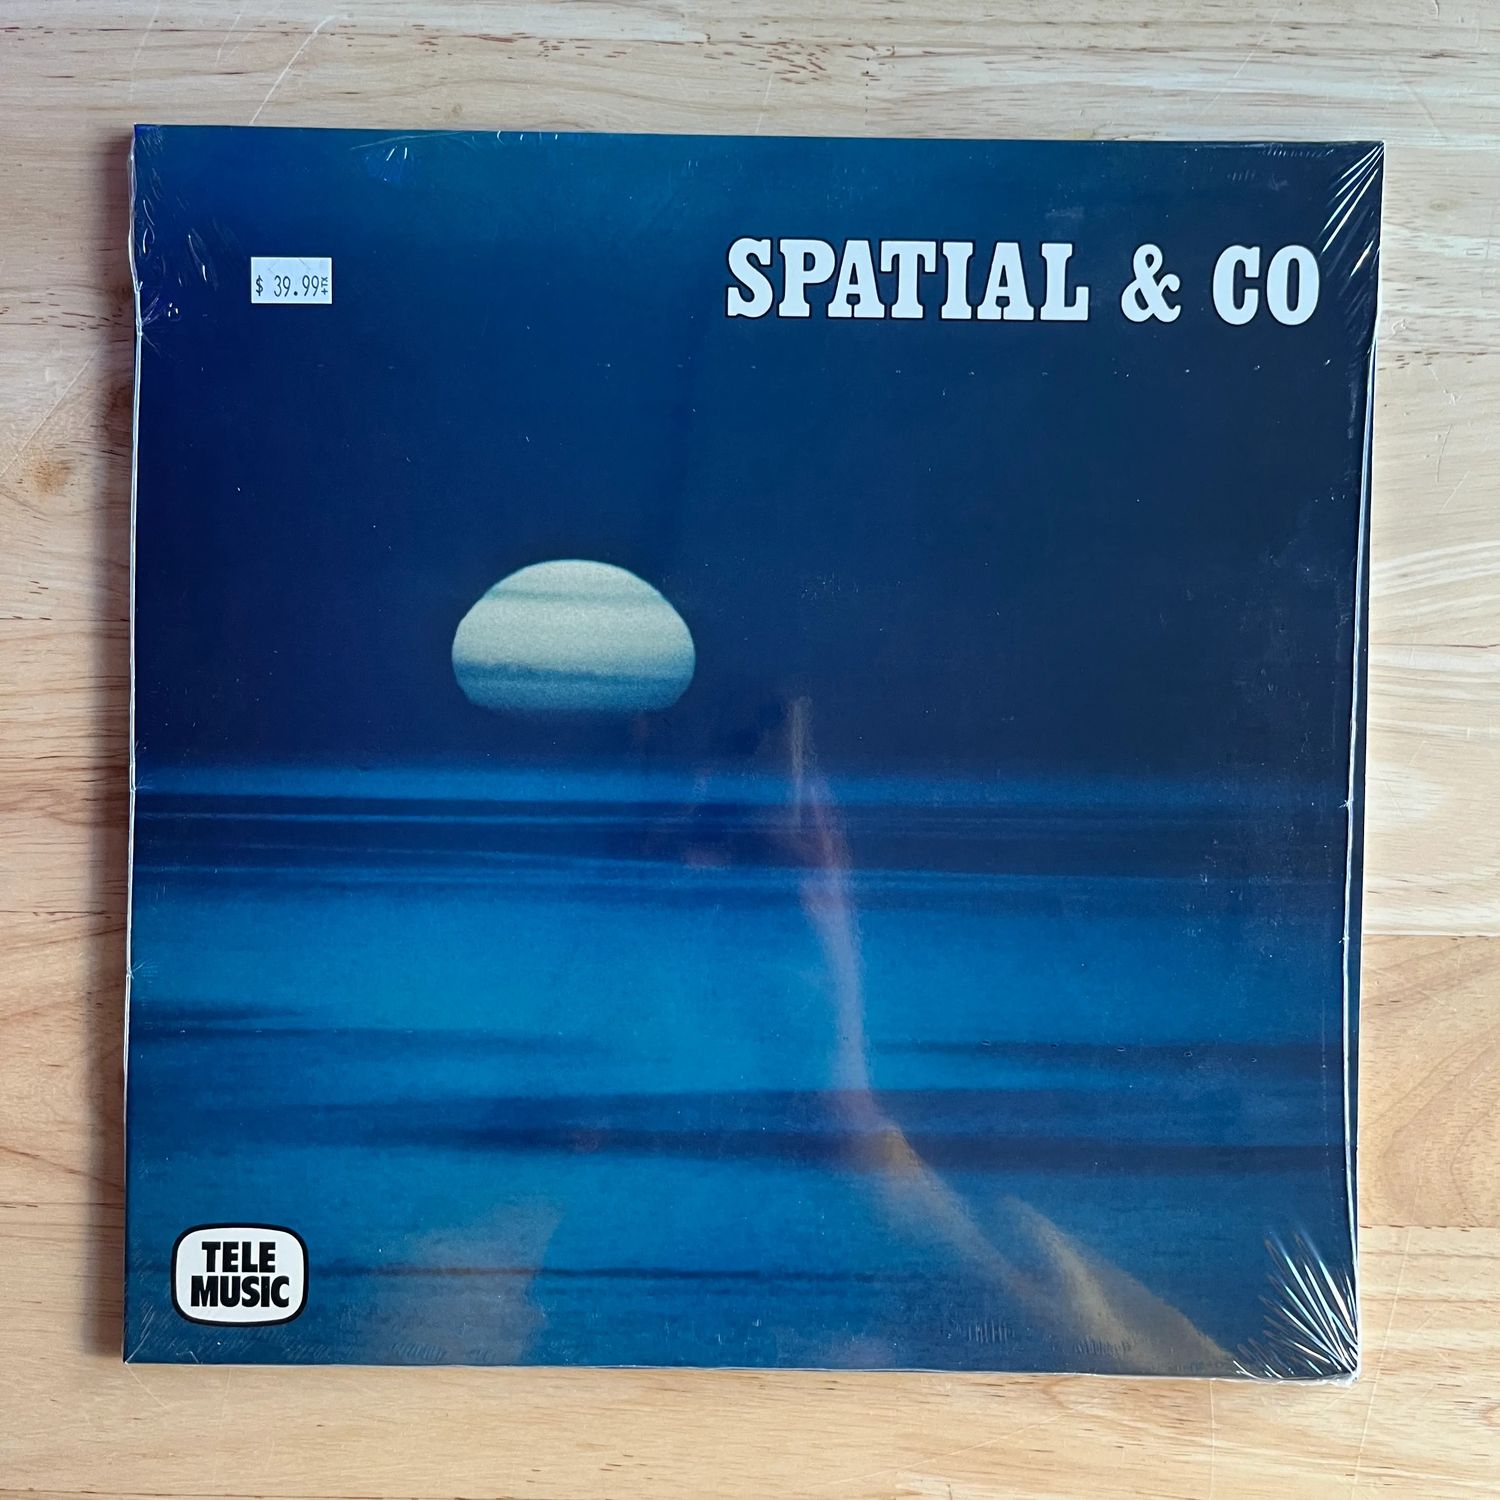 SPATIAL & CO
$ 39.99
TELE
MUSIC